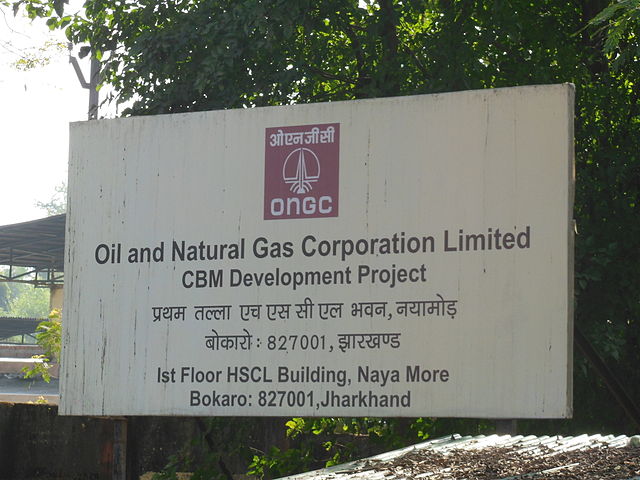 ओएनजीसी
ONGC
Oil and Natural Gas Corporation Limited
CBM Development Project
प्रथम तल्ला एच एस सी एल भवन, नयामोड़
बोकारो : 827001, झारखण्ड
Ist Floor HSCL Building, Naya More
Bokaro: 827001,Jharkhand